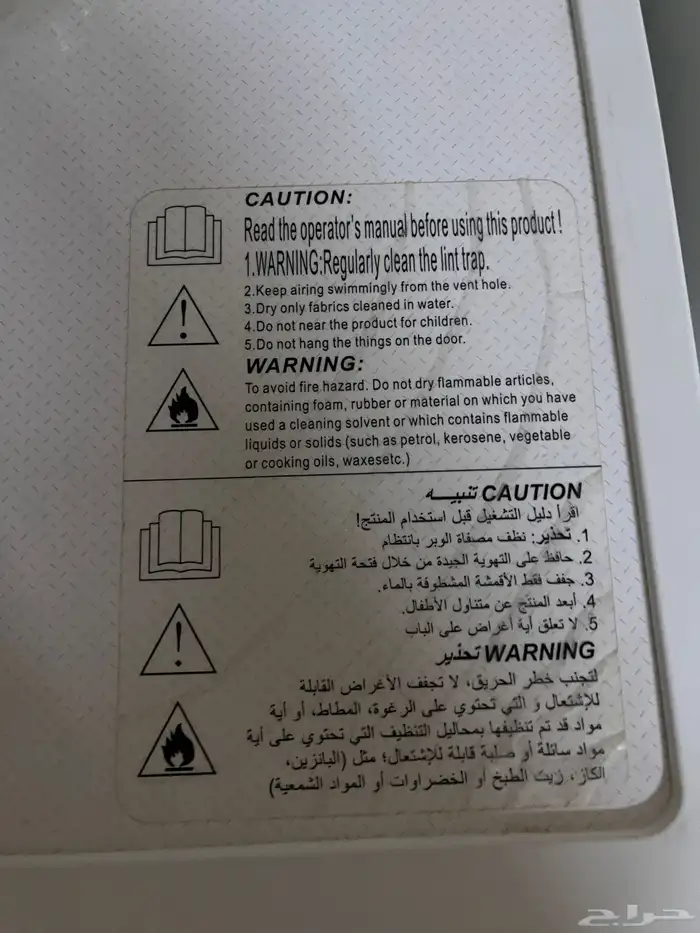 CAUTION:
Read the operator's manual before using this product !
1.WARNING:Regularly clean the lint trap.
2.Keep airing swimmingly from the vent hole.
3.Dry only fabrics cleaned in water.
4.Do not near the product for children.
5.Do not hang the things on the door.
WARNING:
To avoid fire hazard. Do not dry flammable articles,
containing foam, rubber or material on which you have
used a cleaning solvent or which contains flammable
liquids or solids (such as petrol, kerosene, vegetable
or cooking oils, waxesetc.)
CAUTION تنبيـــه
اقرأ دليل التشغيل قبل استخدام المنتج!
1. تحذير: نظف مصفاة الوبر بانتظام
2. حافظ على التهوية الجيدة من خلال فتحة التهوية
3. جفف فقط الأقمشة المشطوفة بالماء.
4. أبعد المنتج عن متناول الأطفال.
5. لا تعلق أية أغراض على الباب
WARNING تحذير
لتجنب خطر الحريق، لا تجفف الأغراض القابلة
للإشتعال و التي تحتوي على الرغوة، المطاط، أو أية
مواد قد تم تنظيفها بمحاليل التنظيف التي تحتوي على أية
مواد سائلة أو صلبة قابلة للإشتعال؛ مثل (البانزين،
الكاز، زيت الطبخ أو الخضراوات أو المواد الشمعية)
حراج